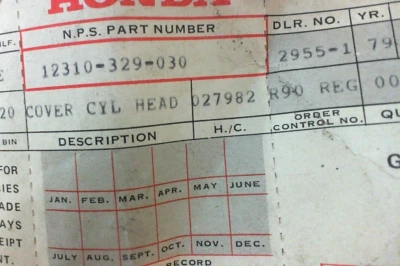 HONDA
N.P.S. PART NUMBER DLR. NO. YR.
12310-329-030 2955-1 79
20 COVER CYL HEAD 027982 R90 REG 00
BIN DESCRIPTION H./C. ORDER CONTROL NO. QU
FOR
IES JAN. FEB. MAR. APR. MAY JUNE
ADE
AYS
EIPT
NT. JULY AUG. SEPT. OCT. NOV. DEC.
RECORD